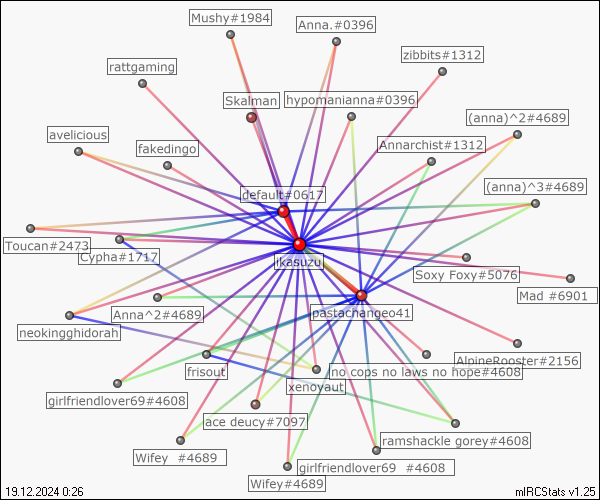 Mushy#1984
Anna.#0396
zibbits#1312
rattgaming
Skalman
hypomanianna#0396
(anna)^2#4689
avelicious
fakedingo
Annarchist#1312
default#0617
(anna)^3#4689
Toucan#2473
Cypha#1717
ikasuzu
Soxy Foxy#5076
Mad #6901
Anna^2#4689
pastachangeo41
neokingghidorah
AlpineRooster#2156
frisout
no cops no laws no hope#4608
xenoyaut
girlfriendlover69#4608
ace deucy#7097
ramshackle gorey#4608
Wifey  #4689
girlfriendlover69  #4608
Wifey#4689
19.12.2024 0:26
mIRCStats v1.25